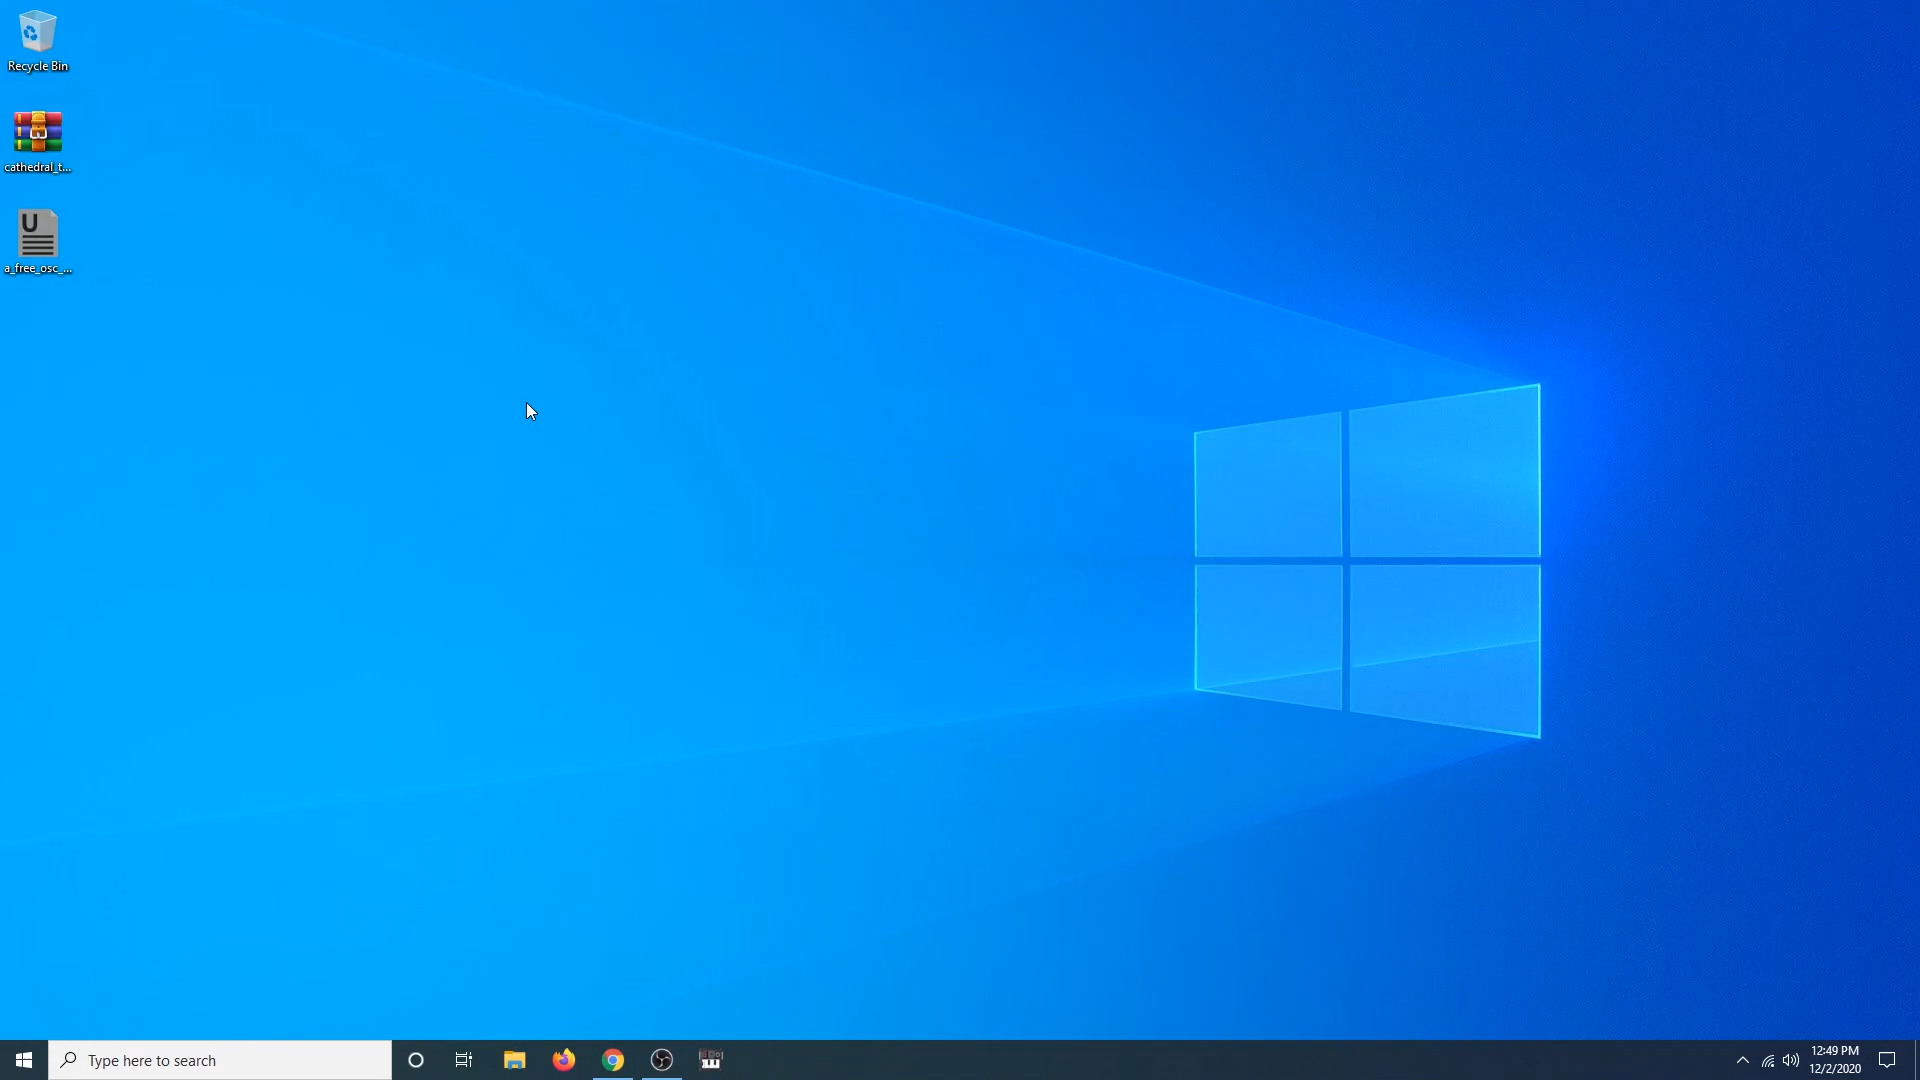 Recycle Bin
cathedral_t...
U
a_free_osc_...
Type here to search
12:49 PM
12/2/2020